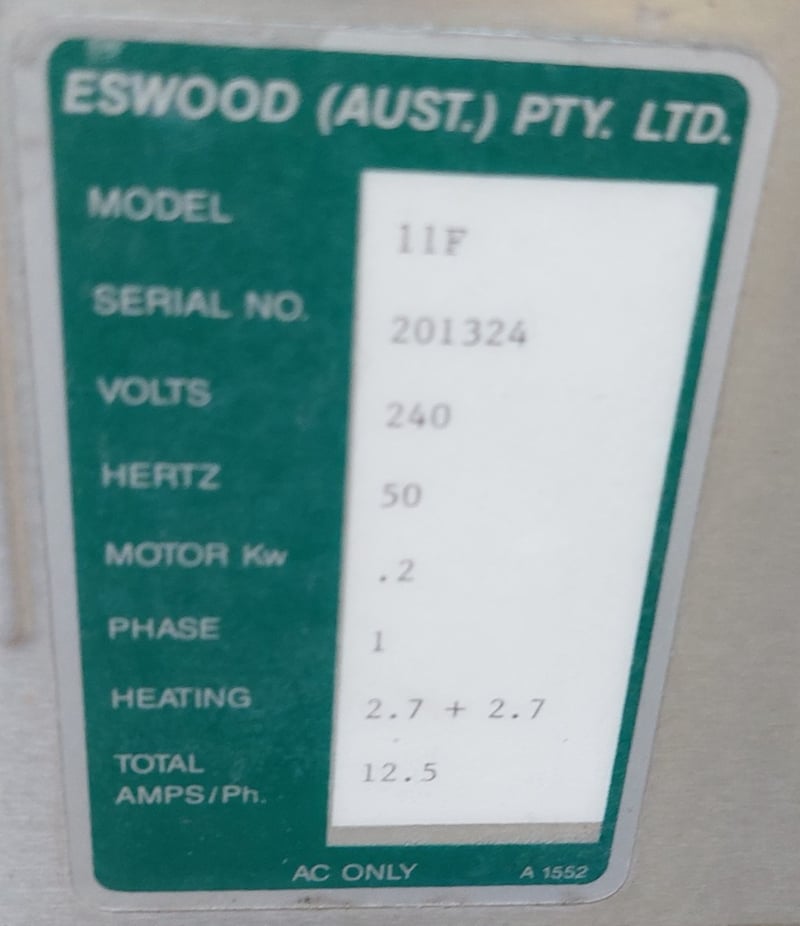 ESWOOD (AUST.) PTY. LTD.
MODEL 11F
SERIAL NO. 201324
VOLTS 240
HERTZ 50
MOTOR Kw .2
PHASE 1
HEATING 2.7 + 2.7
TOTAL
AMPS/Ph. 12.5
AC ONLY A 1552